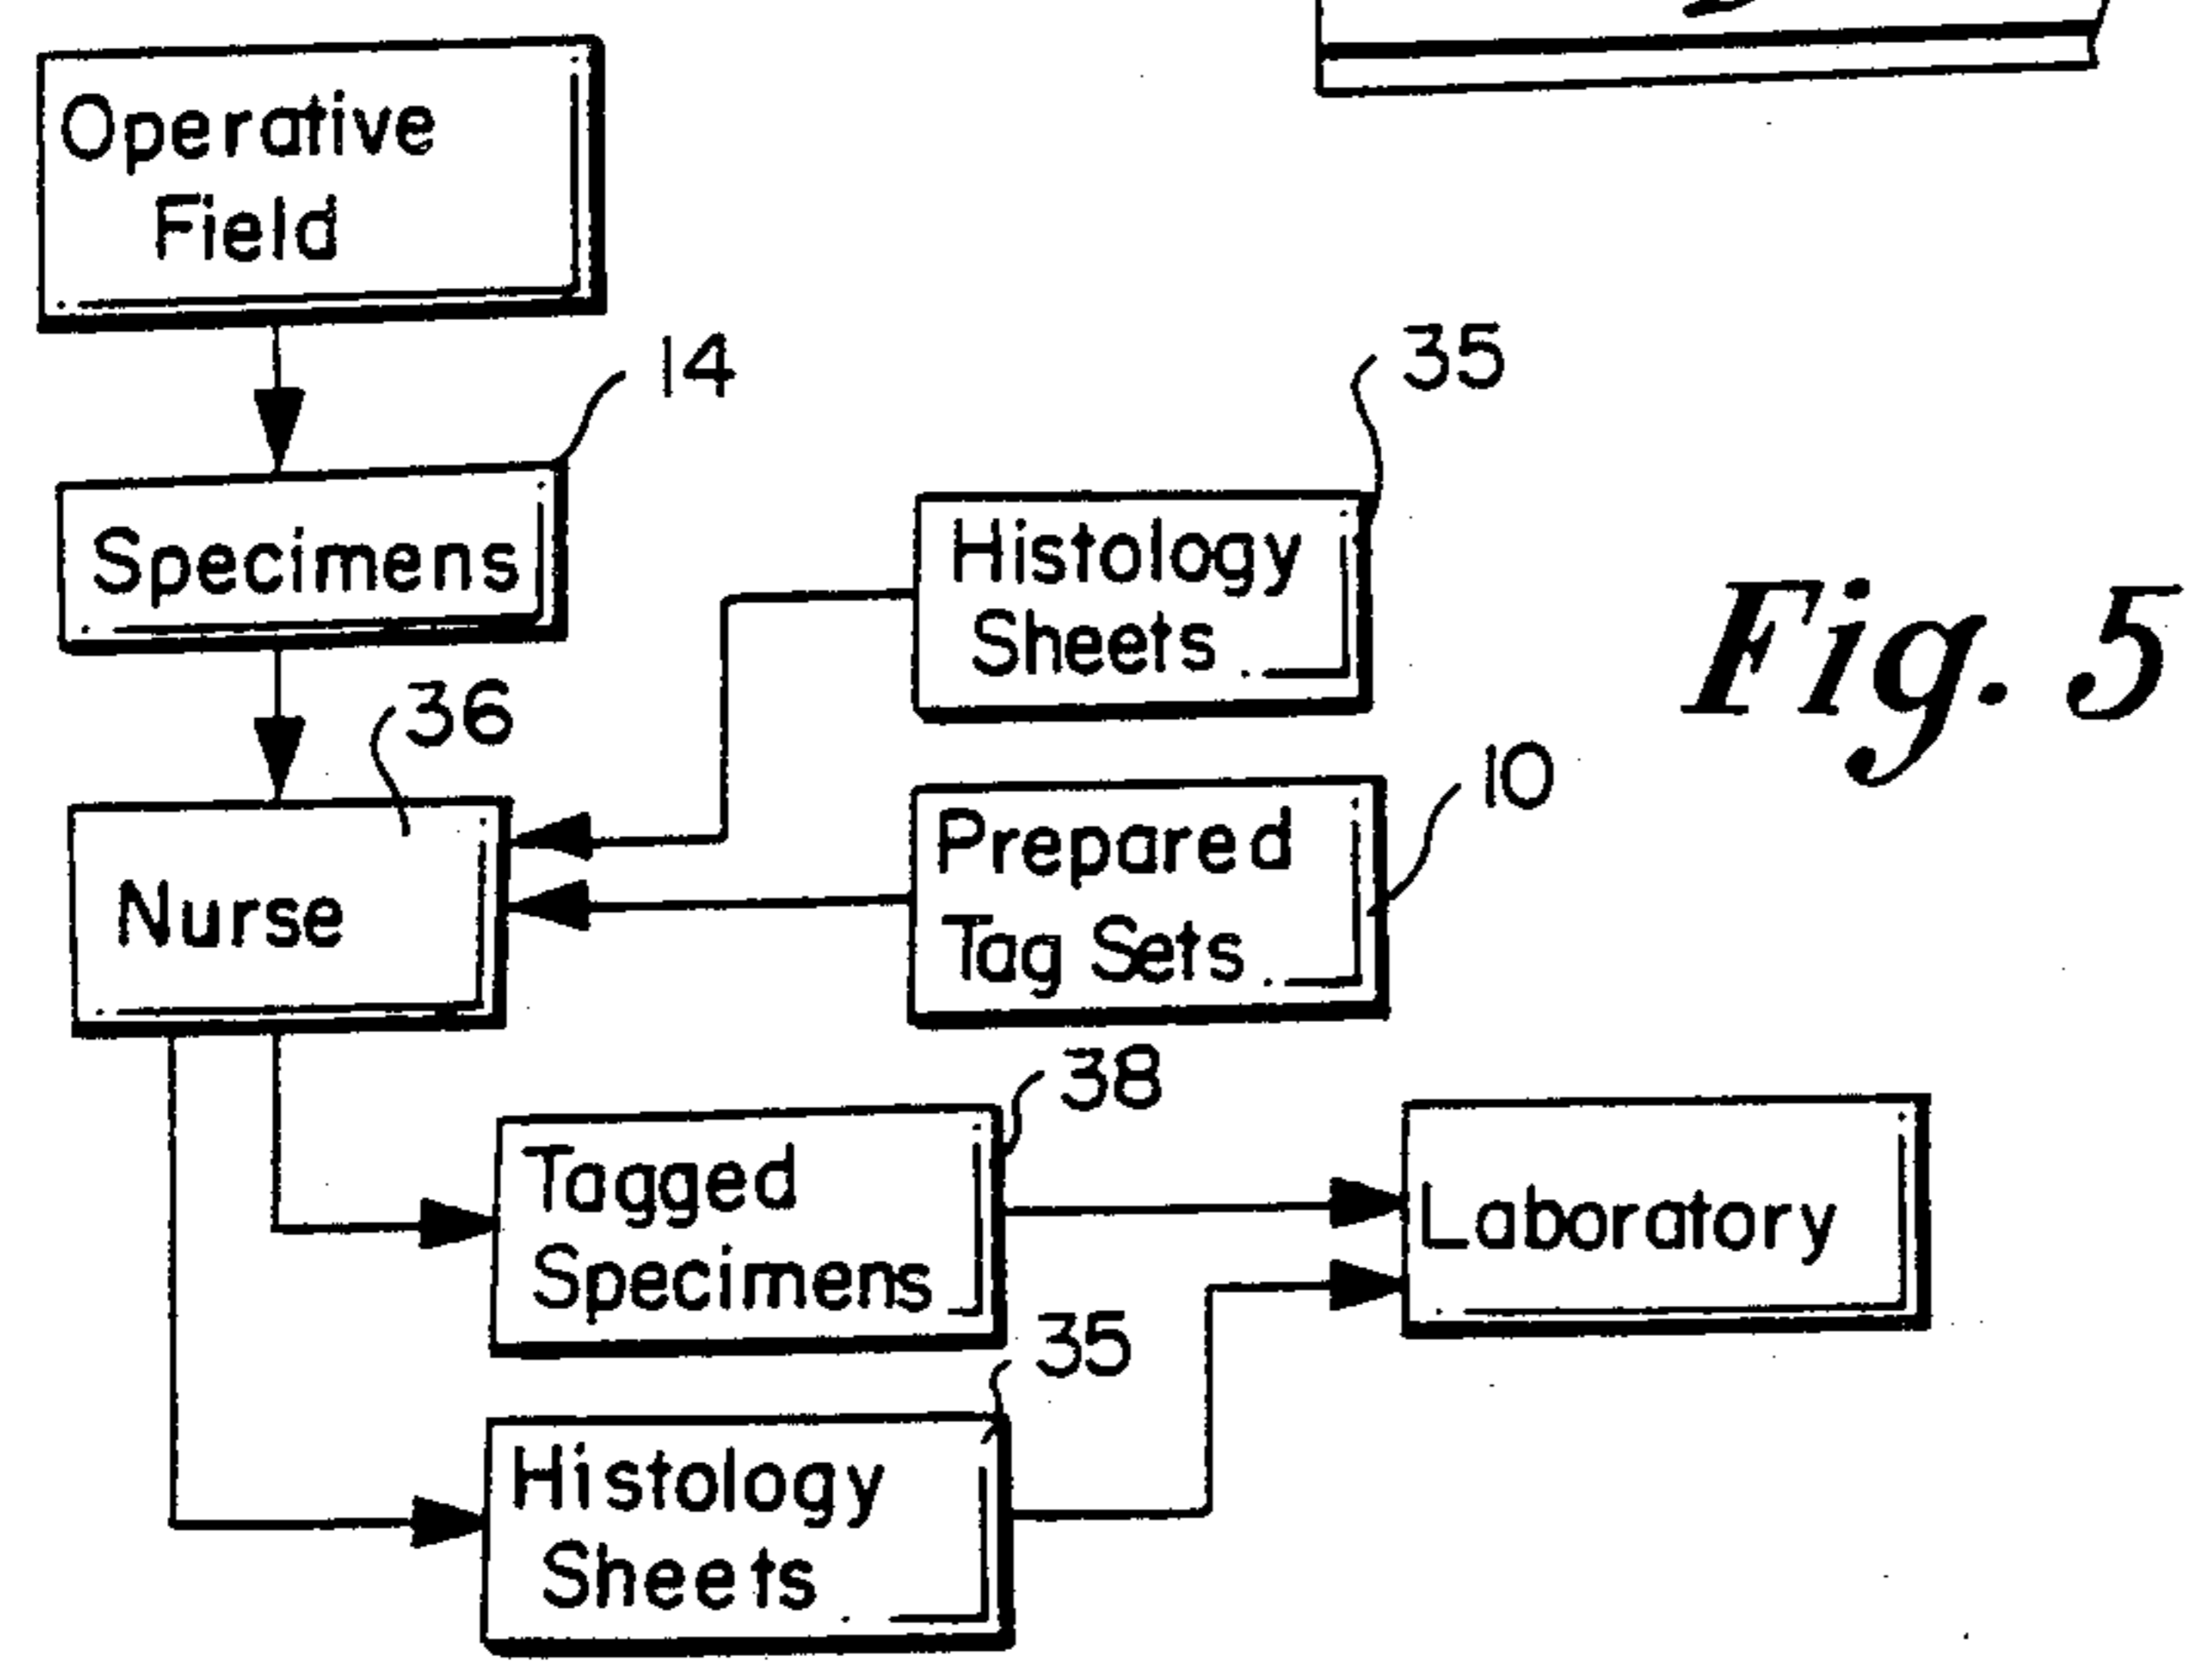 Operative
Field
14
Specimens
35
Histology
Sheets
Fig. 5
36
Nurse
10
Prepared
Tag Sets
38
Tagged
Specimens
Laboratory
35
Histology
Sheets